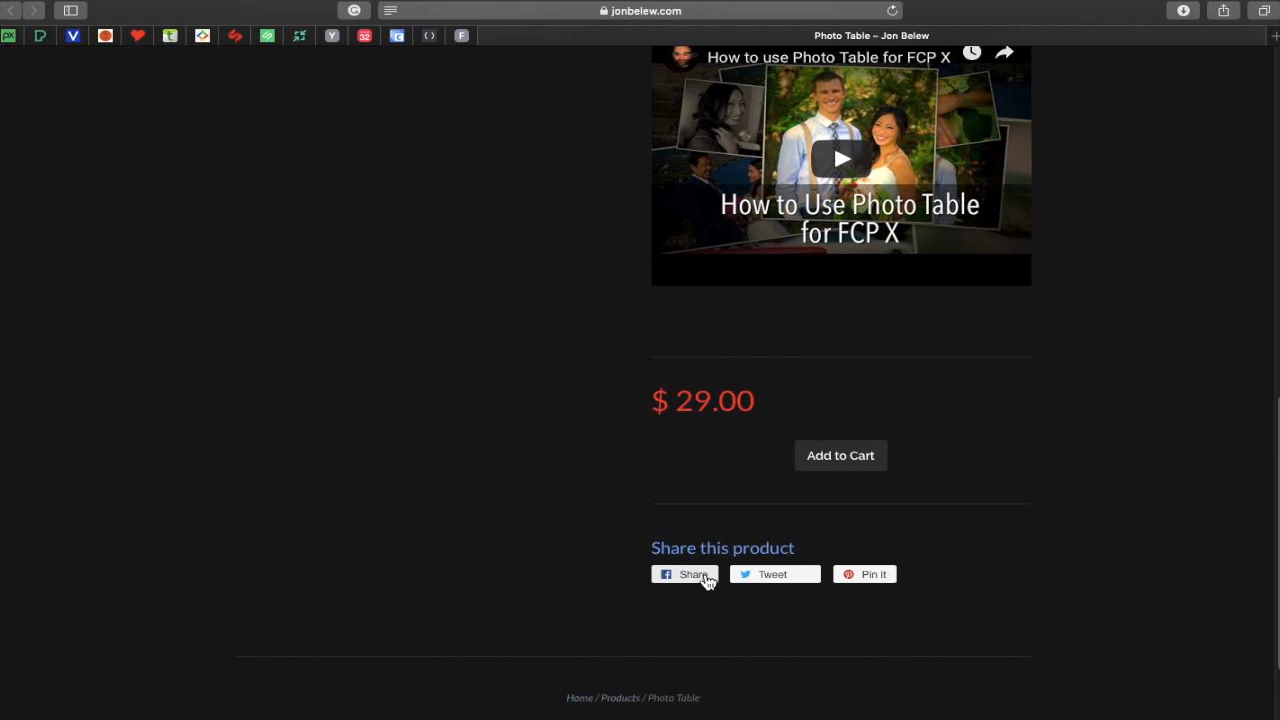 jonbelew.com
Photo Table – Jon Belew
How to use Photo Table for FCP X
How to Use Photo Table
for FCP X
$ 29.00
Add to Cart
Share this product
Share
Tweet
Pin it
Home / Products / Photo Table